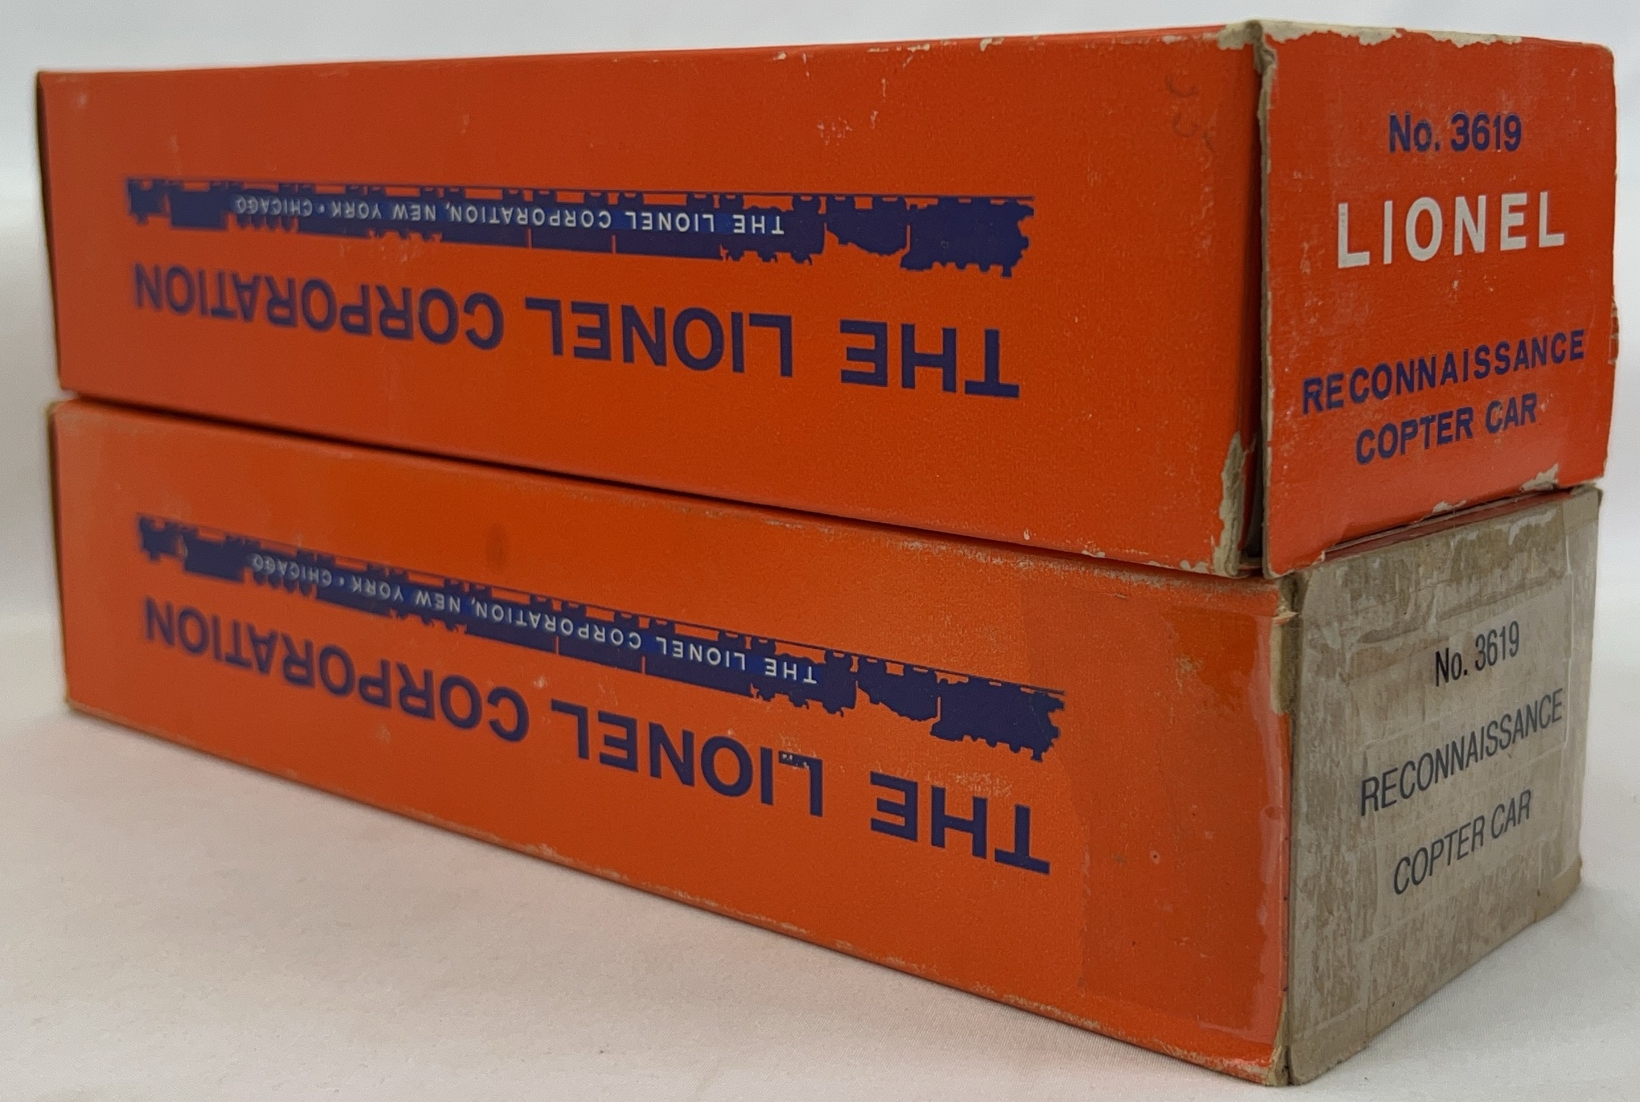 THE LIONEL CORPORATION, NEW YORK • CHICAGO
THE LIONEL CORPORATION
No. 3619
LIONEL
RECONNAISSANCE
COPTER CAR
THE LIONEL CORPORATION, NEW YORK • CHICAGO
THE LIONEL CORPORATION
No. 3619
RECONNAISSANCE
COPTER CAR